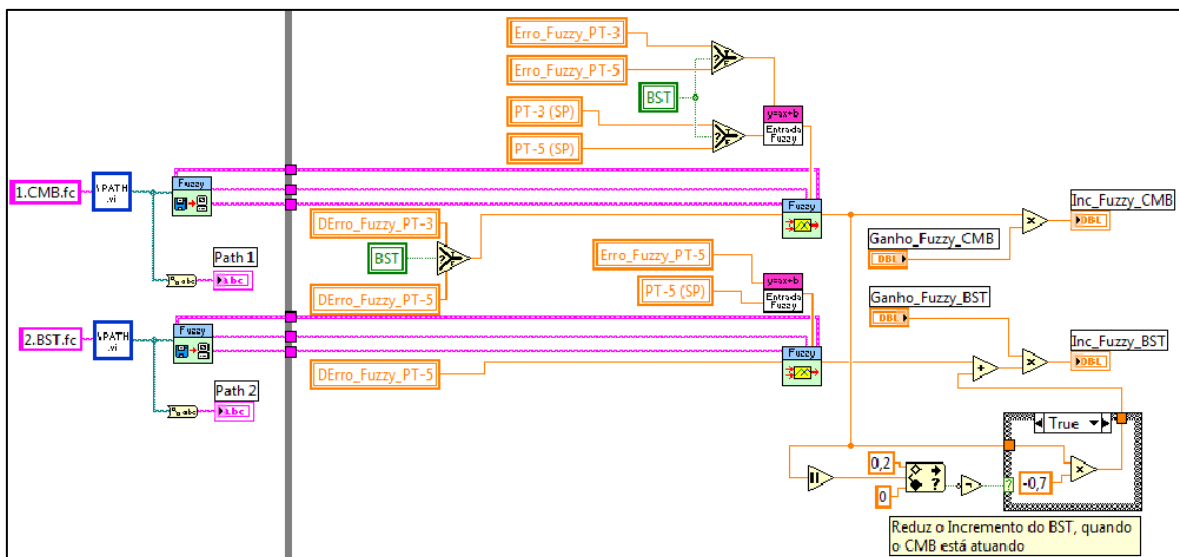 Erro_Fuzzy_PT-3
Erro_Fuzzy_PT-5
BST
PT-3 (SP)
PT-5 (SP)
y=ax+b
Entrada
Fuzzy
1.CMB.fc
\PATH
.vi
Fuzzy
Path 1
abc
abc
DErro_Fuzzy_PT-3
BST
DErro_Fuzzy_PT-5
Fuzzy
Erro_Fuzzy_PT-5
PT-5 (SP)
y=ax+b
Entrada
Fuzzy
Inc_Fuzzy_CMB
DBL
Ganho_Fuzzy_CMB
DBL
Ganho_Fuzzy_BST
DBL
2.BST.fc
\PATH
.vi
Fuzzy
Path 2
abc
abc
DErro_Fuzzy_PT-5
Fuzzy
Inc_Fuzzy_BST
DBL
True
0,2
0
-0,7
Reduz o Incremento do BST, quando
o CMB está atuando